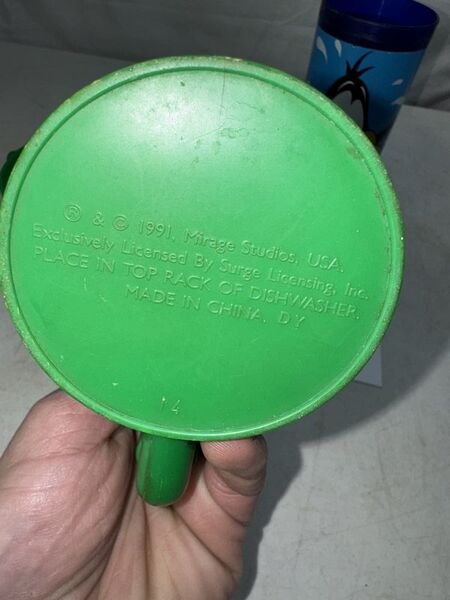 ® & © 1991, Mirage Studios, USA.
Exclusively Licensed By Surge Licensing, Inc.
PLACE IN TOP RACK OF DISHWASHER.
MADE IN CHINA. DY
14